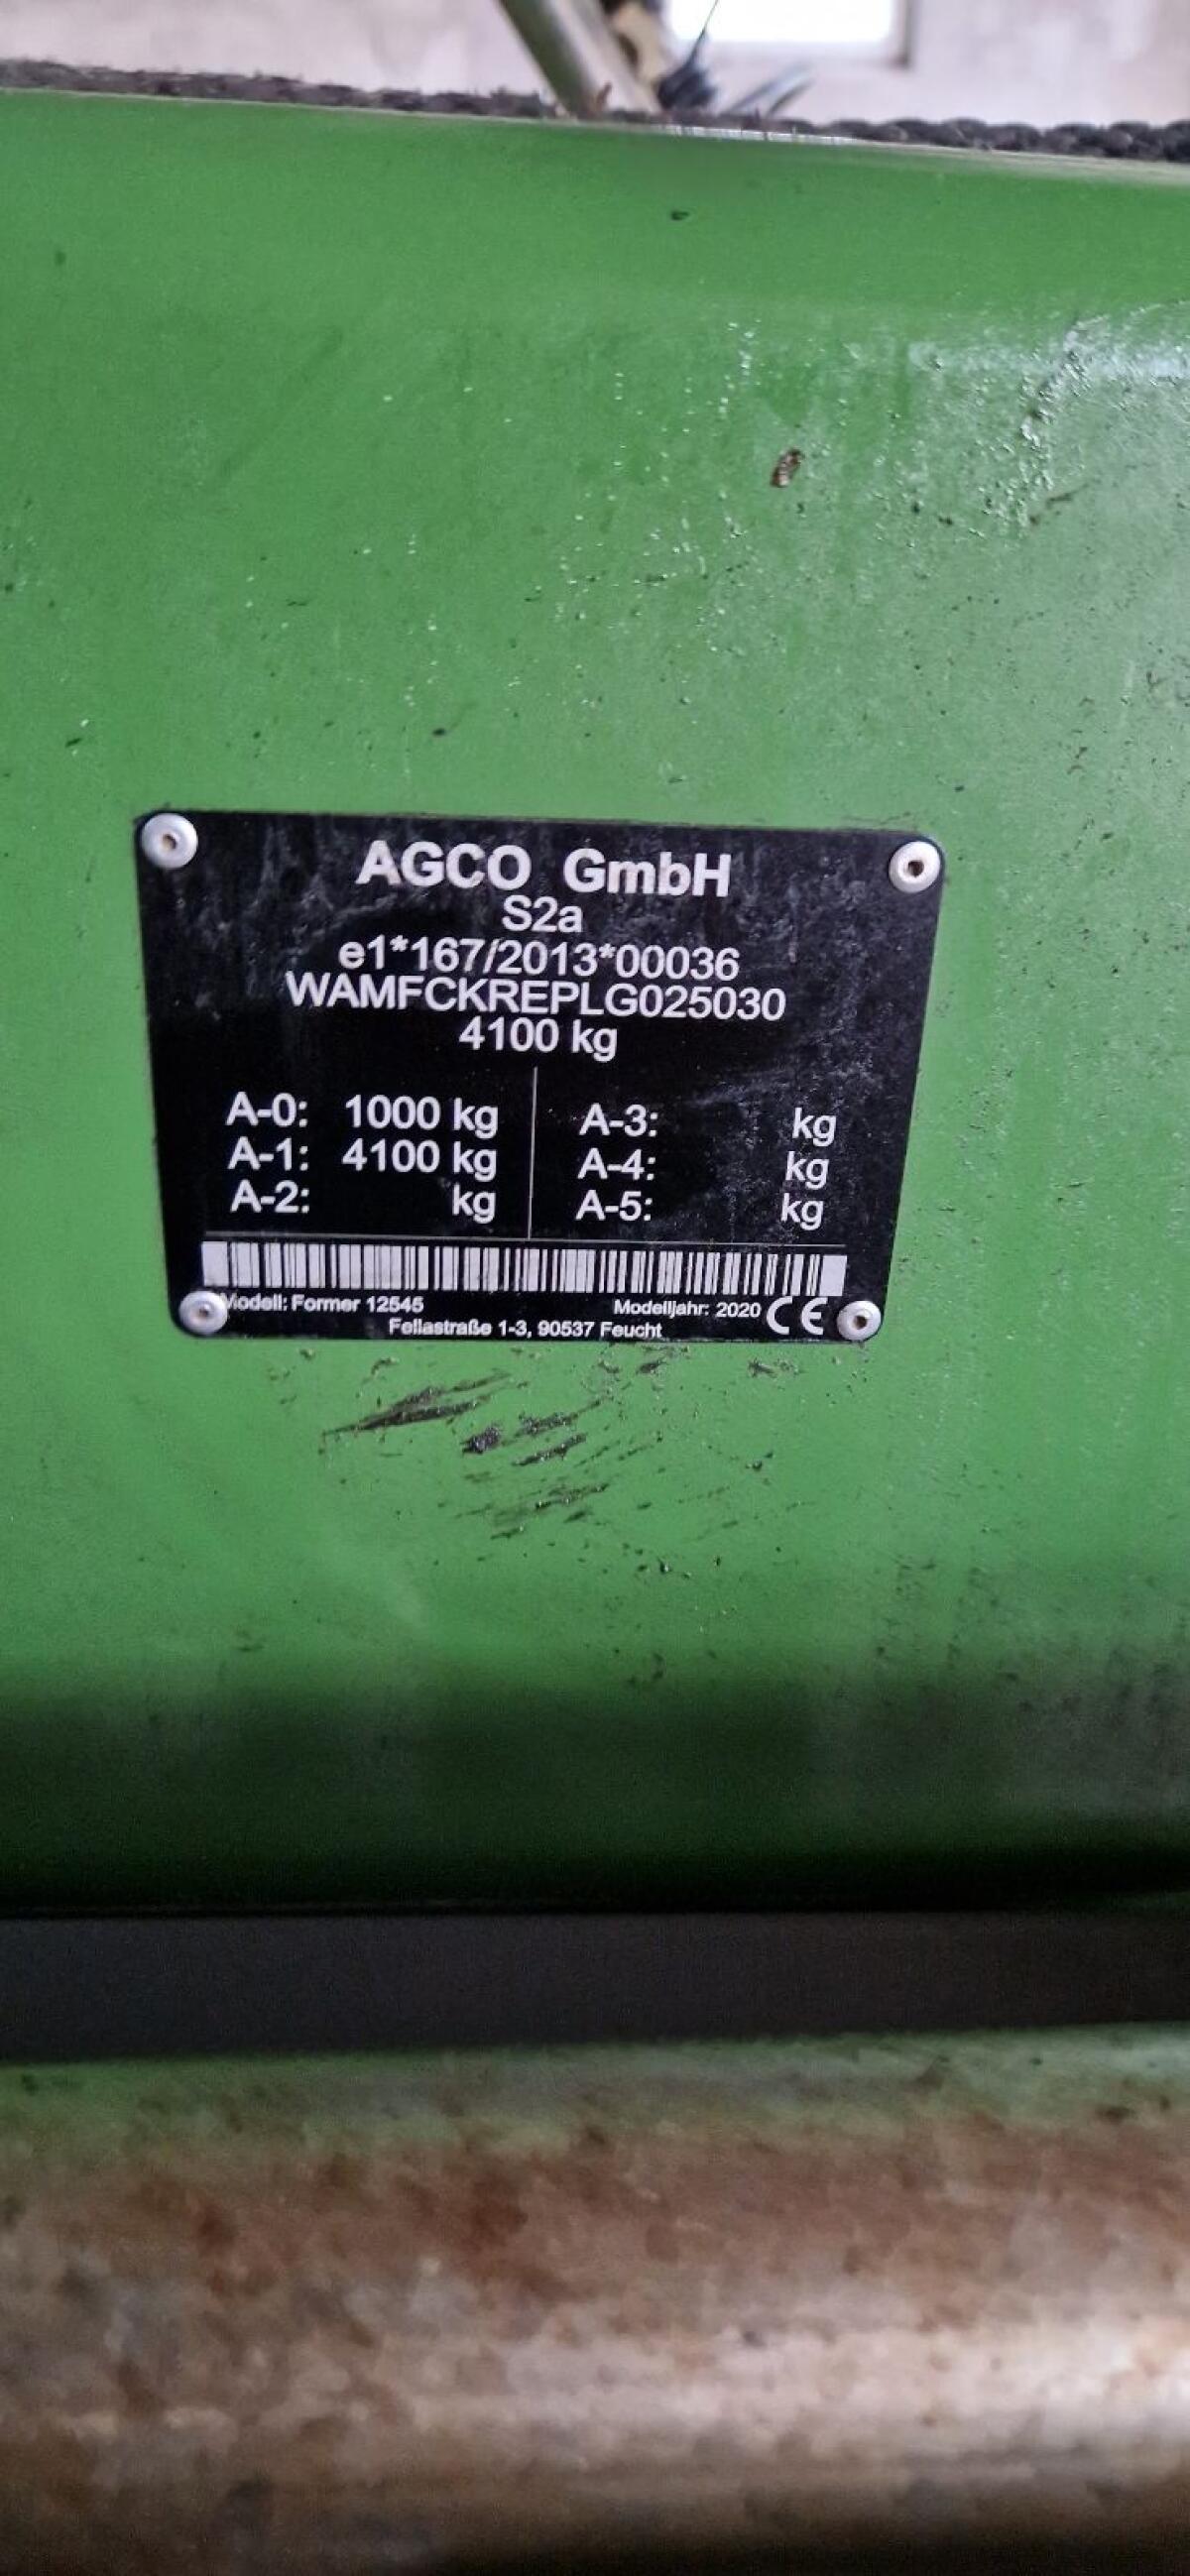 AGCO GmbH
S2a
e1*167/2013*00036
WAMFCKREPLG025030
4100 kg
A-0: 1000 kg A-3: kg
A-1: 4100 kg A-4: kg
A-2: kg A-5: kg
Modell: Former 12545 Modelljahr: 2020 CE
Fellastraße 1-3, 90537 Feucht